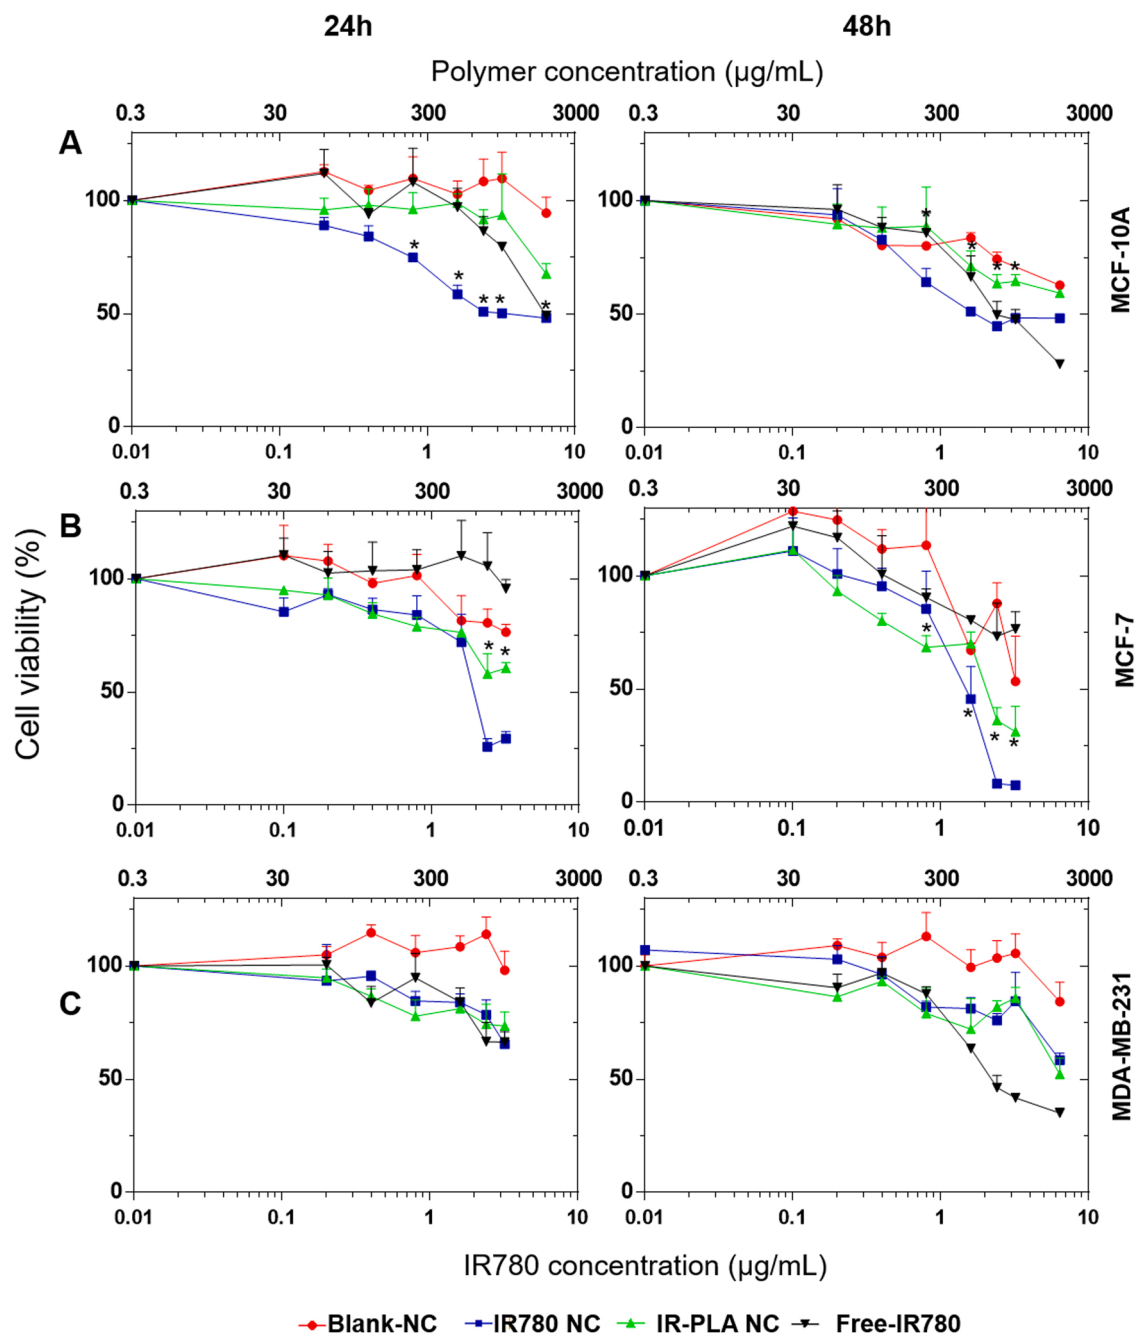 24h 48h
Polymer concentration (µg/mL)
0.3 30 300 3000 0.3 30 300 3000
A
100 100
* * * * * * * * *
50 50
MCF-10A
0 0
0.01 0.1 1 10 0.01 0.1 1 10
0.3 30 300 3000 0.3 30 300 3000
B
100 100
* * * * * *
50 50
MCF-7
0 0
0.01 0.1 1 10 0.01 0.1 1 10
Cell viability (%)
0.3 30 300 3000 0.3 30 300 3000
100 100
C
50 50
MDA-MB-231
0 0
0.01 0.1 1 10 0.01 0.1 1 10
IR780 concentration (µg/mL)
Blank-NC IR780 NC IR-PLA NC Free-IR780